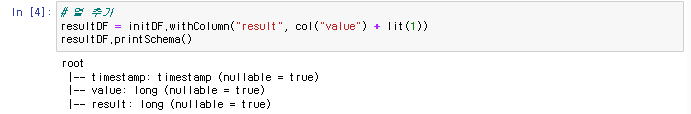 In [4]: # 열 추가
resultDF = initDF.withColumn("result", col("value") + lit(1))
resultDF.printSchema()
root
|-- timestamp: timestamp (nullable = true)
|-- value: long (nullable = true)
|-- result: long (nullable = true)